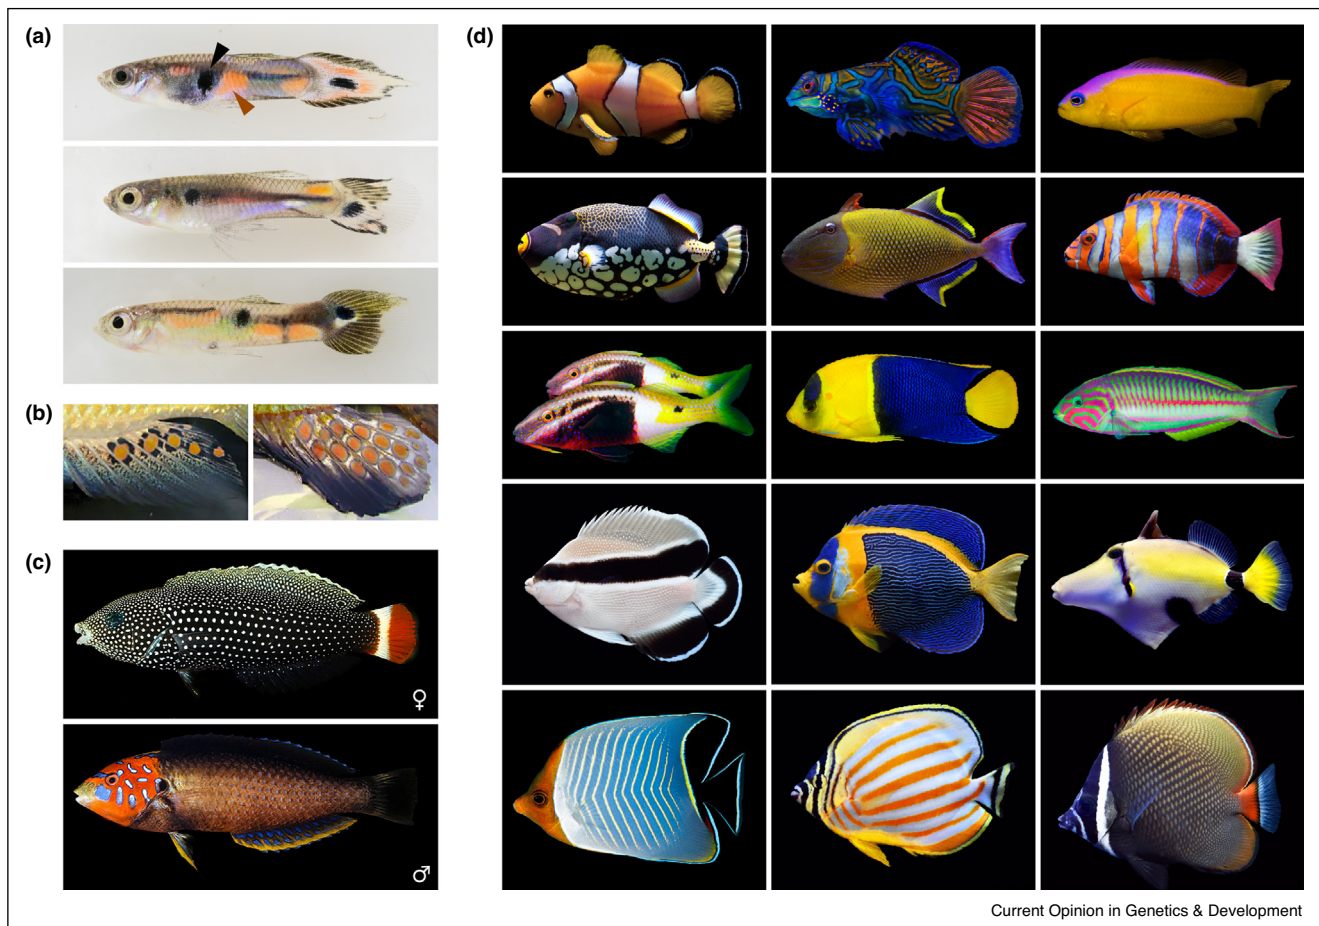 (a)
(b)
(c)
♀
♂
(d)
Current Opinion in Genetics & Development